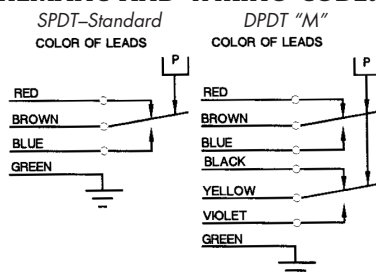 SPDT–Standard
COLOR OF LEADS
P
RED
BROWN
BLUE
GREEN
DPDT "M"
COLOR OF LEADS
P
RED
BROWN
BLUE
BLACK
YELLOW
VIOLET
GREEN